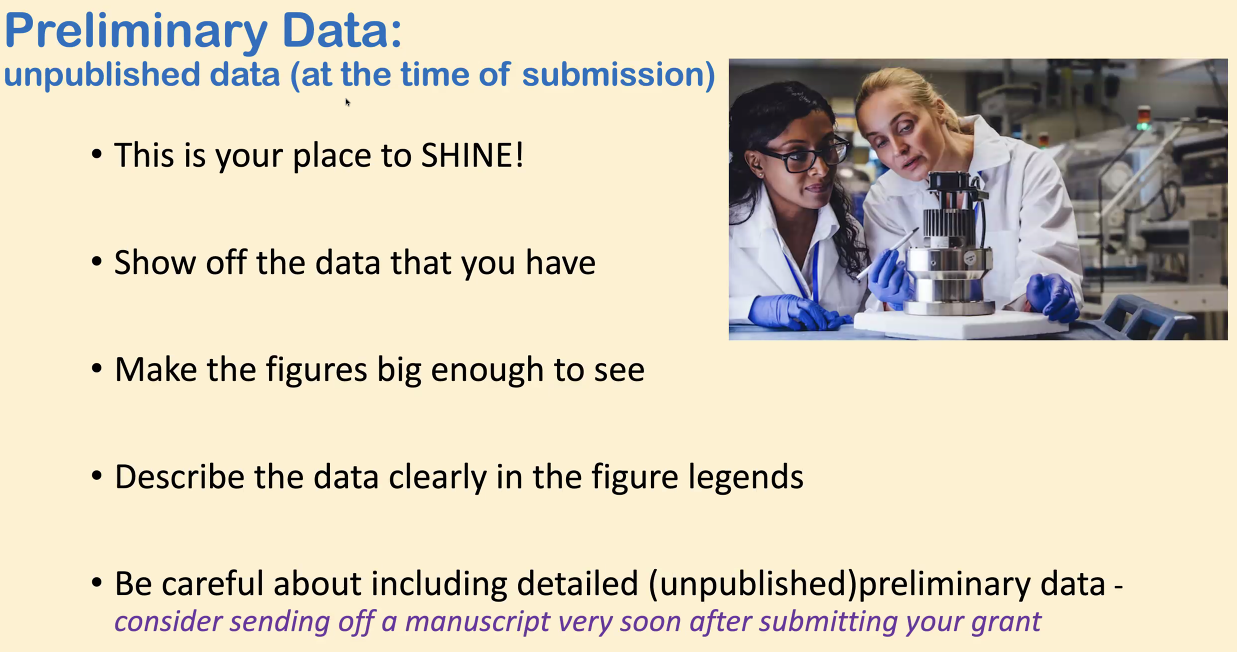 Preliminary Data:
unpublished data (at the time of submission)
• This is your place to SHINE!
• Show off the data that you have
• Make the figures big enough to see
• Describe the data clearly in the figure legends
• Be careful about including detailed (unpublished)preliminary data -
consider sending off a manuscript very soon after submitting your grant